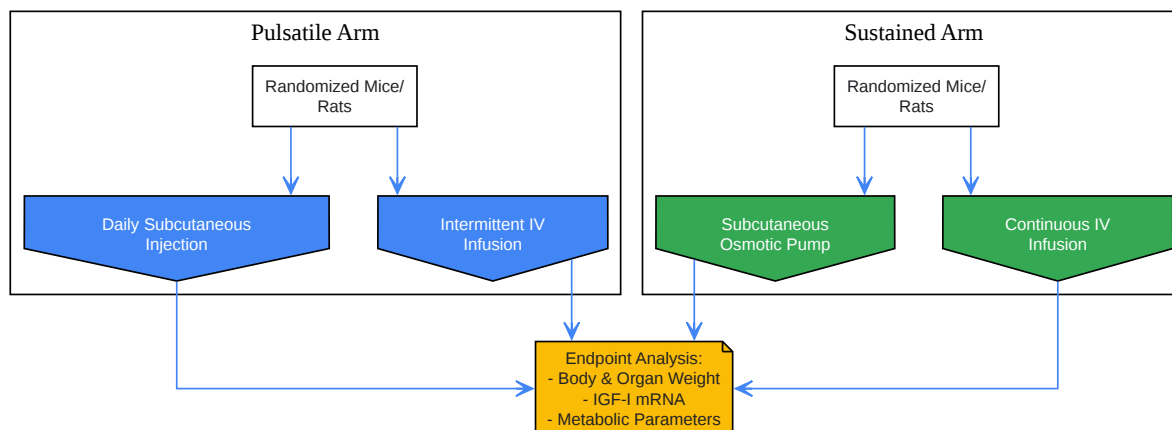 Pulsatile Arm
Randomized Mice/
Rats
Daily Subcutaneous
Injection
Intermittent IV
Infusion
Sustained Arm
Randomized Mice/
Rats
Subcutaneous
Osmotic Pump
Continuous IV
Infusion
Endpoint Analysis:
- Body & Organ Weight
- IGF-I mRNA
- Metabolic Parameters